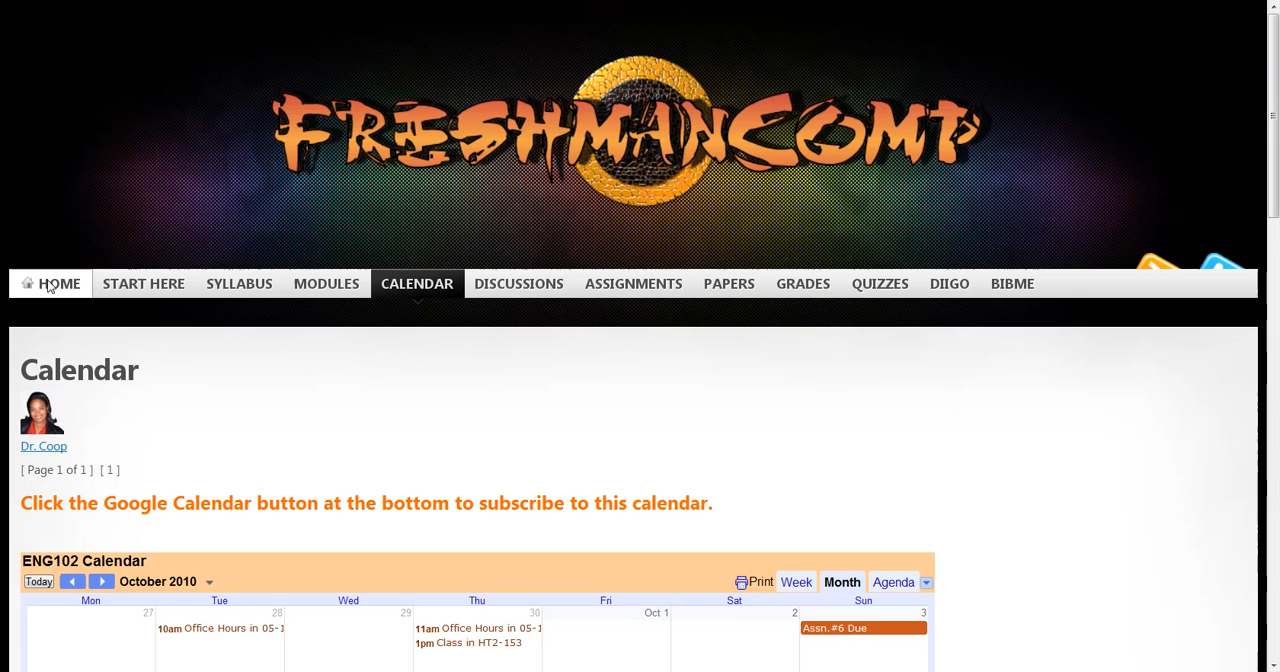 FRESHMANCOMP
HOME START HERE SYLLABUS MODULES CALENDAR DISCUSSIONS ASSIGNMENTS PAPERS GRADES QUIZZES DIIGO BIBME
Calendar
Dr. Coop
[ Page 1 of 1 ] [ 1 ]
Click the Google Calendar button at the bottom to subscribe to this calendar.
ENG102 Calendar
Today October 2010 Print Week Month Agenda
Mon Tue Wed Thu Fri Sat Sun
27 28 29 30 Oct 1 2 3
10am Office Hours in 05-1 11am Office Hours in 05-1 Assn.#6 Due
1pm Class in HT2-153